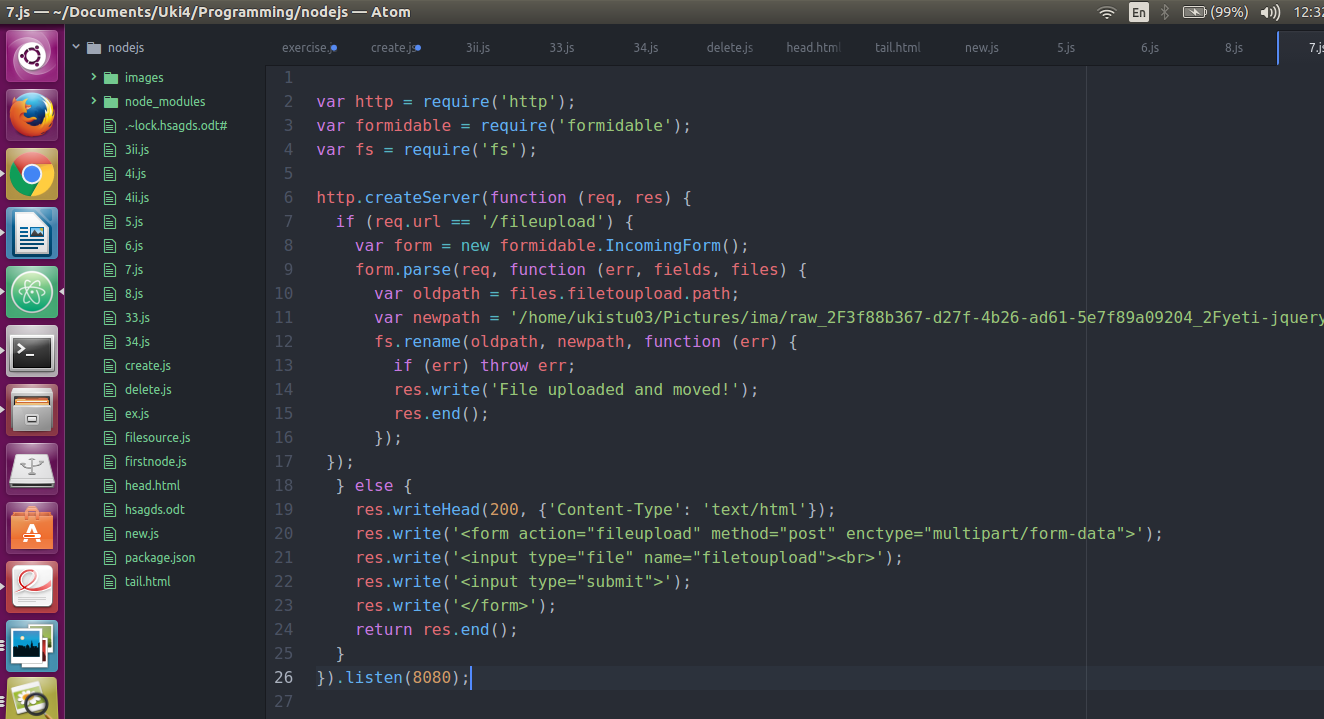 7.js — ~/Documents/Uki4/Programming/nodejs — Atom
En
(99%)
nodejs
exercise.j
create.js
3ii.js
33.js
34.js
delete.js
head.html
tail.html
new.js
5.js
6.js
8.js
images
node_modules
.~lock.hsagds.odt#
3ii.js
4i.js
4ii.js
5.js
6.js
7.js
8.js
33.js
34.js
create.js
delete.js
ex.js
filesource.js
firstnode.js
head.html
hsagds.odt
new.js
package.json
tail.html
1
2 var http = require('http');
3 var formidable = require('formidable');
4 var fs = require('fs');
5
6 http.createServer(function (req, res) {
7 if (req.url == '/fileupload') {
8 var form = new formidable.IncomingForm();
9 form.parse(req, function (err, fields, files) {
10 var oldpath = files.filetoupload.path;
11 var newpath = '/home/ukistu03/Pictures/ima/raw_2F3f88b367-d27f-4b26-ad61-5e7f89a09204_2Fyeti-jquery
12 fs.rename(oldpath, newpath, function (err) {
13 if (err) throw err;
14 res.write('File uploaded and moved!');
15 res.end();
16 });
17 });
18 } else {
19 res.writeHead(200, {'Content-Type': 'text/html'});
20 res.write('<form action="fileupload" method="post" enctype="multipart/form-data">');
21 res.write('<input type="file" name="filetoupload"><br>');
22 res.write('<input type="submit">');
23 res.write('</form>');
24 return res.end();
25 }
26 }).listen(8080);
27